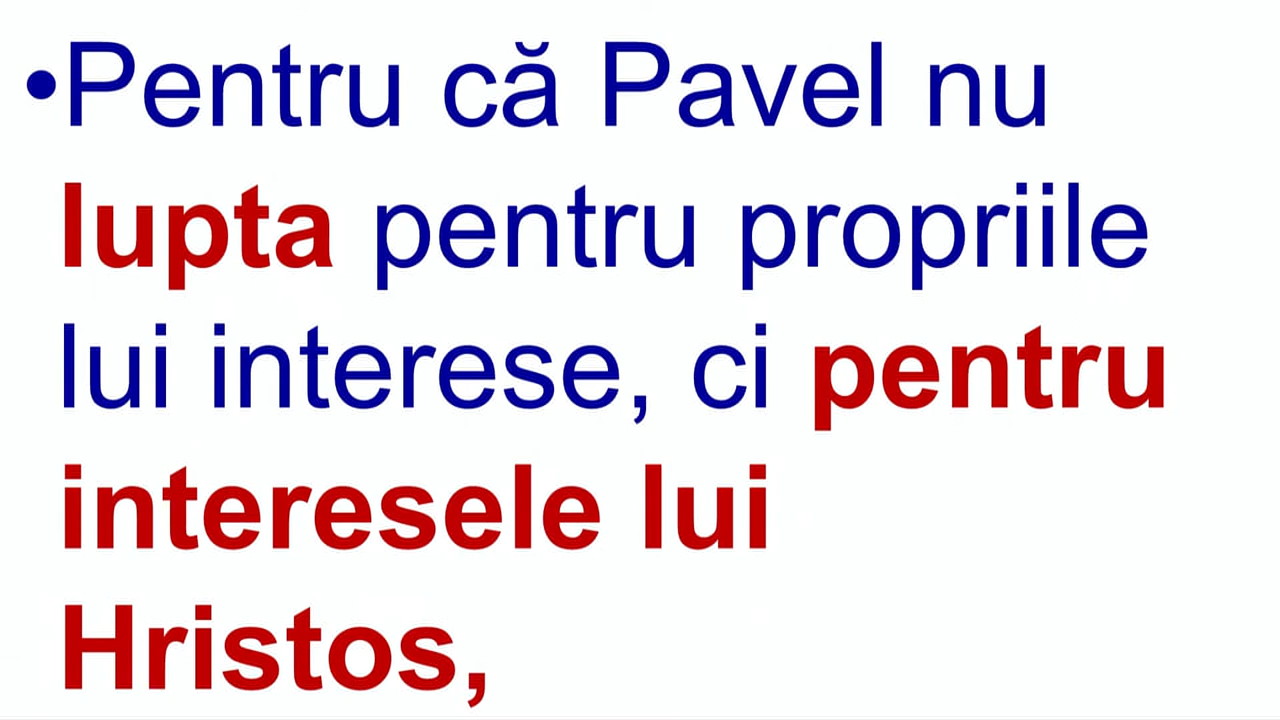 •Pentru că Pavel nu
lupta pentru propriile
lui interese, ci pentru
interesele lui
Hristos,